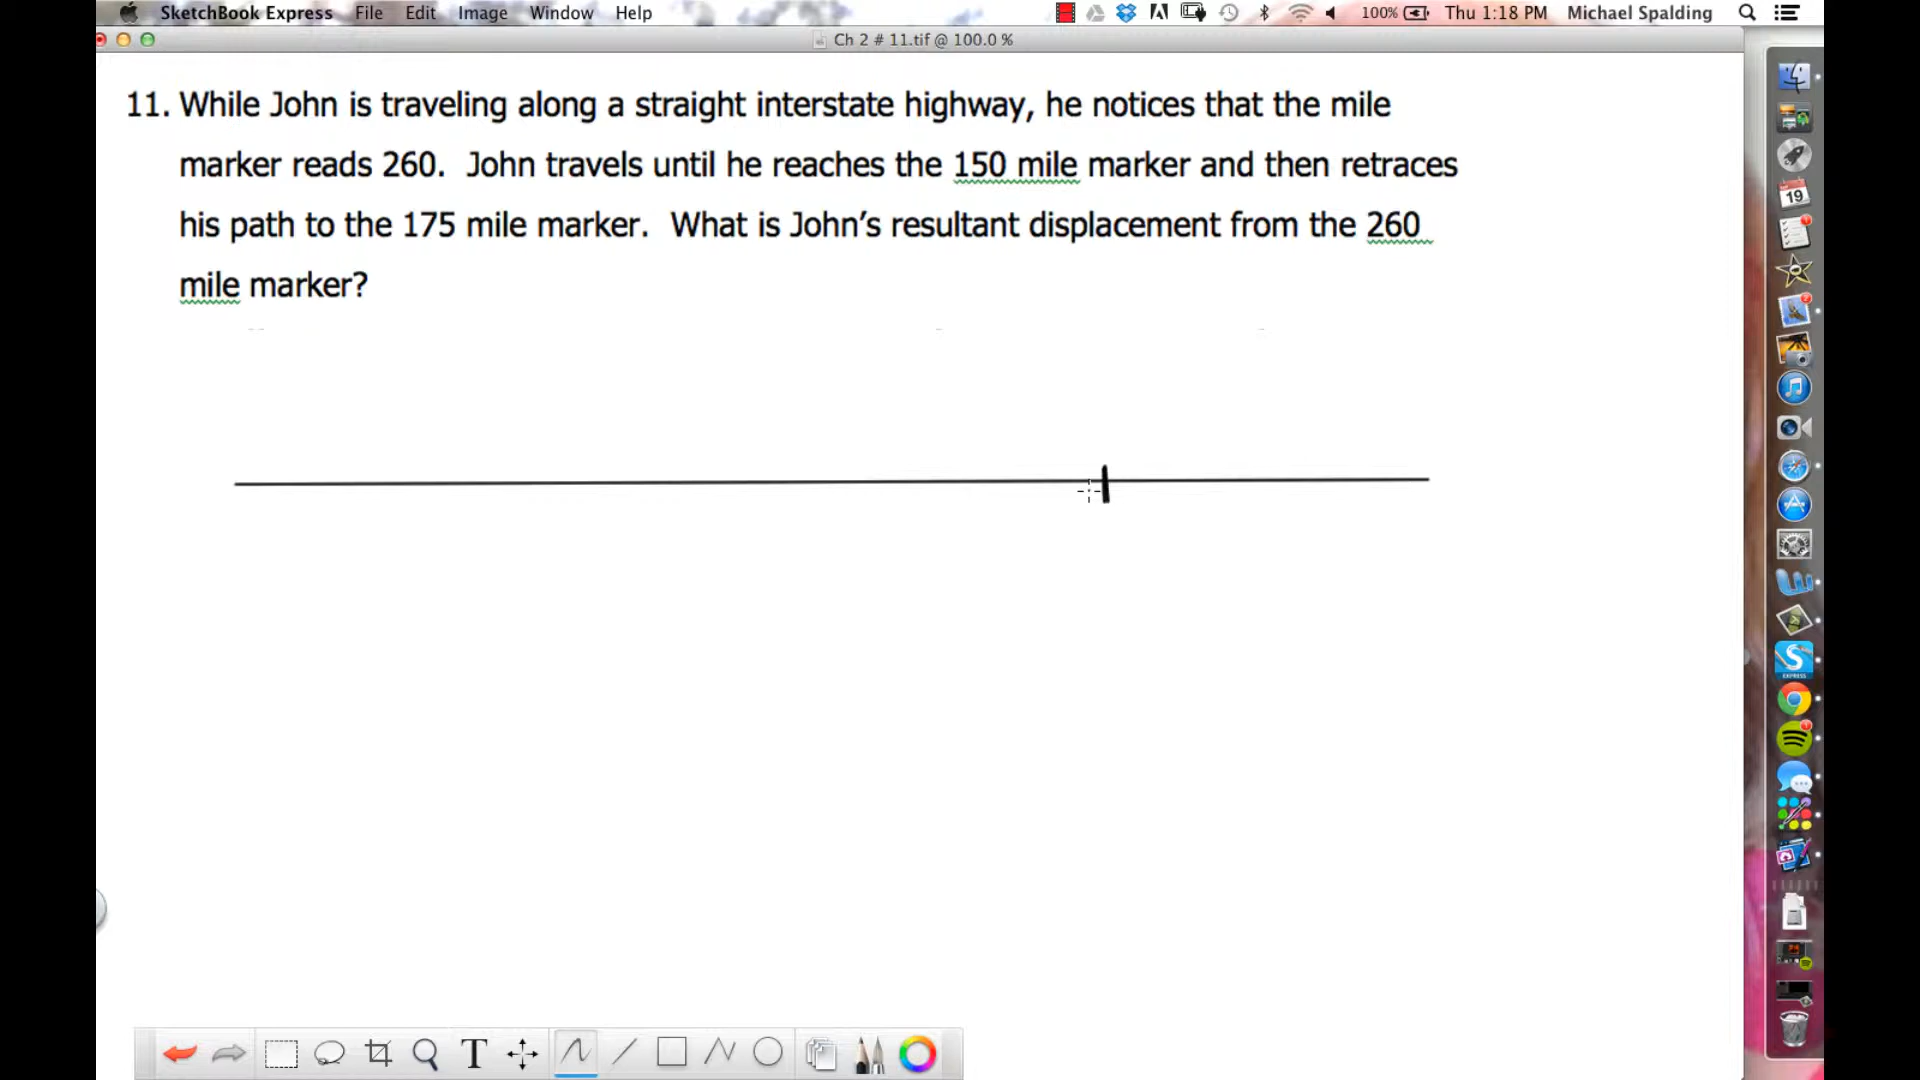 SketchBook Express File Edit Image Window Help 100% Thu 1:18 PM Michael Spalding
Ch 2 # 11.tif @ 100.0 %
11. While John is traveling along a straight interstate highway, he notices that the mile
marker reads 260. John travels until he reaches the 150 mile marker and then retraces
his path to the 175 mile marker. What is John’s resultant displacement from the 260
mile marker?
19
EXPRESS
T